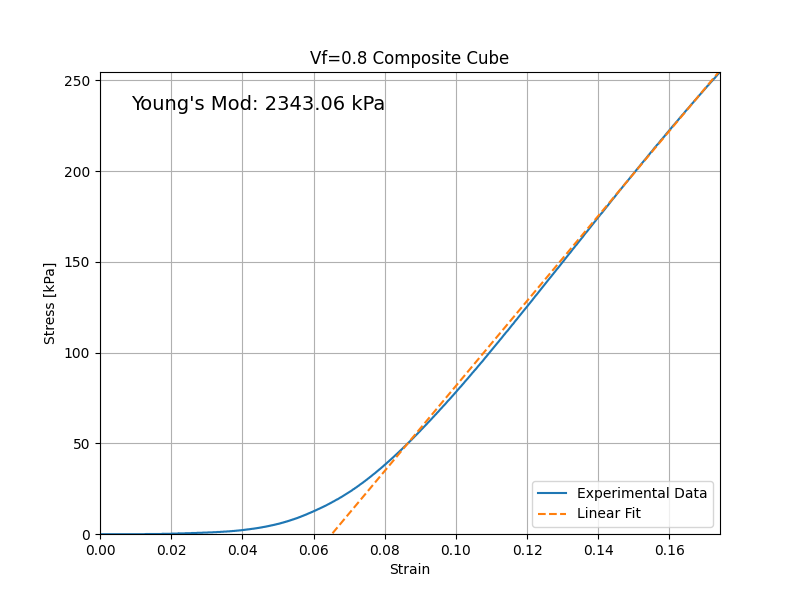 Vf=0.8 Composite Cube
Young's Mod: 2343.06 kPa
250
200
150
100
50
0
Stress [kPa]
0.00 0.02 0.04 0.06 0.08 0.10 0.12 0.14 0.16
Strain
Experimental Data
Linear Fit